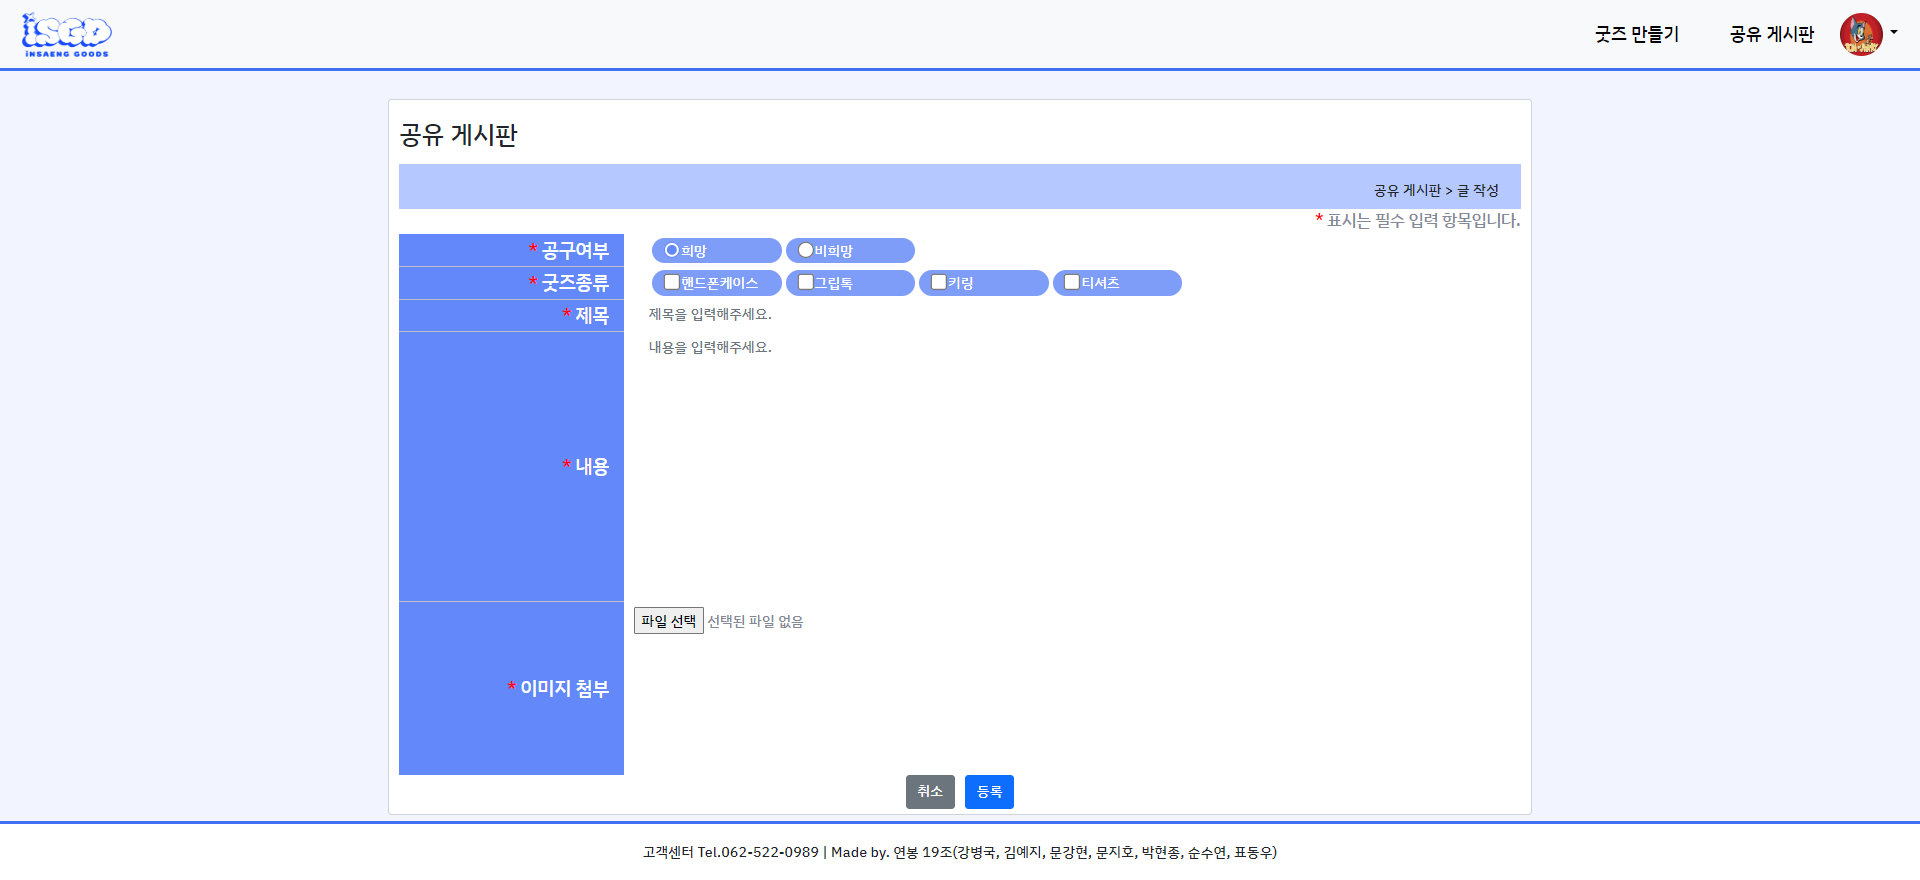 iSGD
iNSAENG GOODS
굿즈 만들기 공유 게시판
공유 게시판
공유 게시판 > 글 작성
* 표시는 필수 입력 항목입니다.
* 공구여부 희망 비희망
* 굿즈종류 핸드폰케이스 그립톡 키링 티셔츠
* 제목 제목을 입력해주세요.
내용을 입력해주세요.
* 내용
파일 선택 선택된 파일 없음
* 이미지 첨부
취소 등록
고객센터 Tel.062-522-0989 | Made by. 연봉 19조(강병국, 김예지, 문강현, 문지호, 박현종, 순수연, 표동우)